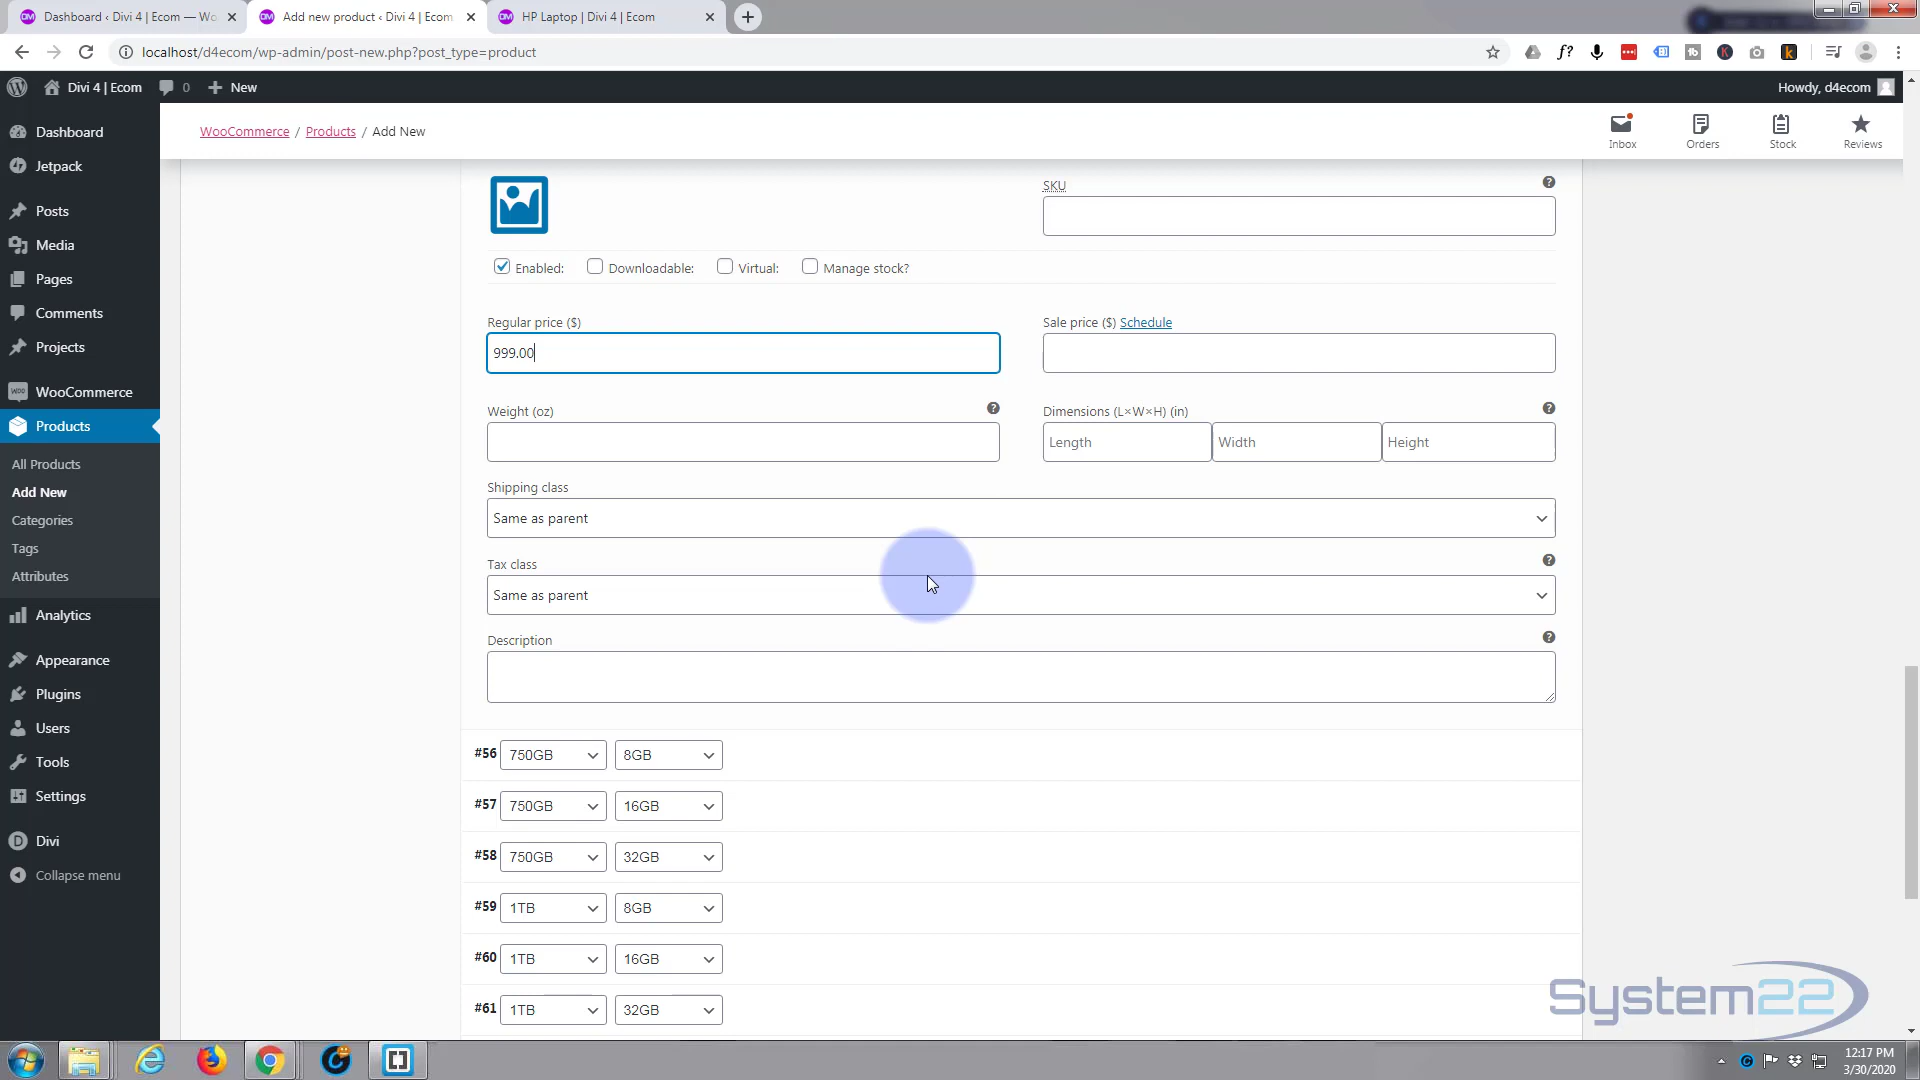 Dashboard ‹ Divi 4 | Ecom — Wo
Add new product ‹ Divi 4 | Ecom
HP Laptop | Divi 4 | Ecom
localhost/d4ecom/wp-admin/post-new.php?post_type=product
Divi 4 | Ecom
0
New
Howdy, d4ecom
WooCommerce / Products / Add New
Inbox
Orders
Stock
Reviews
Dashboard
Jetpack
Posts
Media
Pages
Comments
Projects
WooCommerce
Products
All Products
Add New
Categories
Tags
Attributes
Analytics
Appearance
Plugins
Users
Tools
Settings
Divi
Collapse menu
SKU
Enabled:
Downloadable:
Virtual:
Manage stock?
Regular price ($)
Sale price ($) Schedule
999.00
Weight (oz)
Dimensions (L×W×H) (in)
Length
Width
Height
Shipping class
Same as parent
Tax class
Same as parent
Description
#56 750GB 8GB
#57 750GB 16GB
#58 750GB 32GB
#59 1TB 8GB
#60 1TB 16GB
#61 1TB 32GB
System22
12:17 PM
3/30/2020